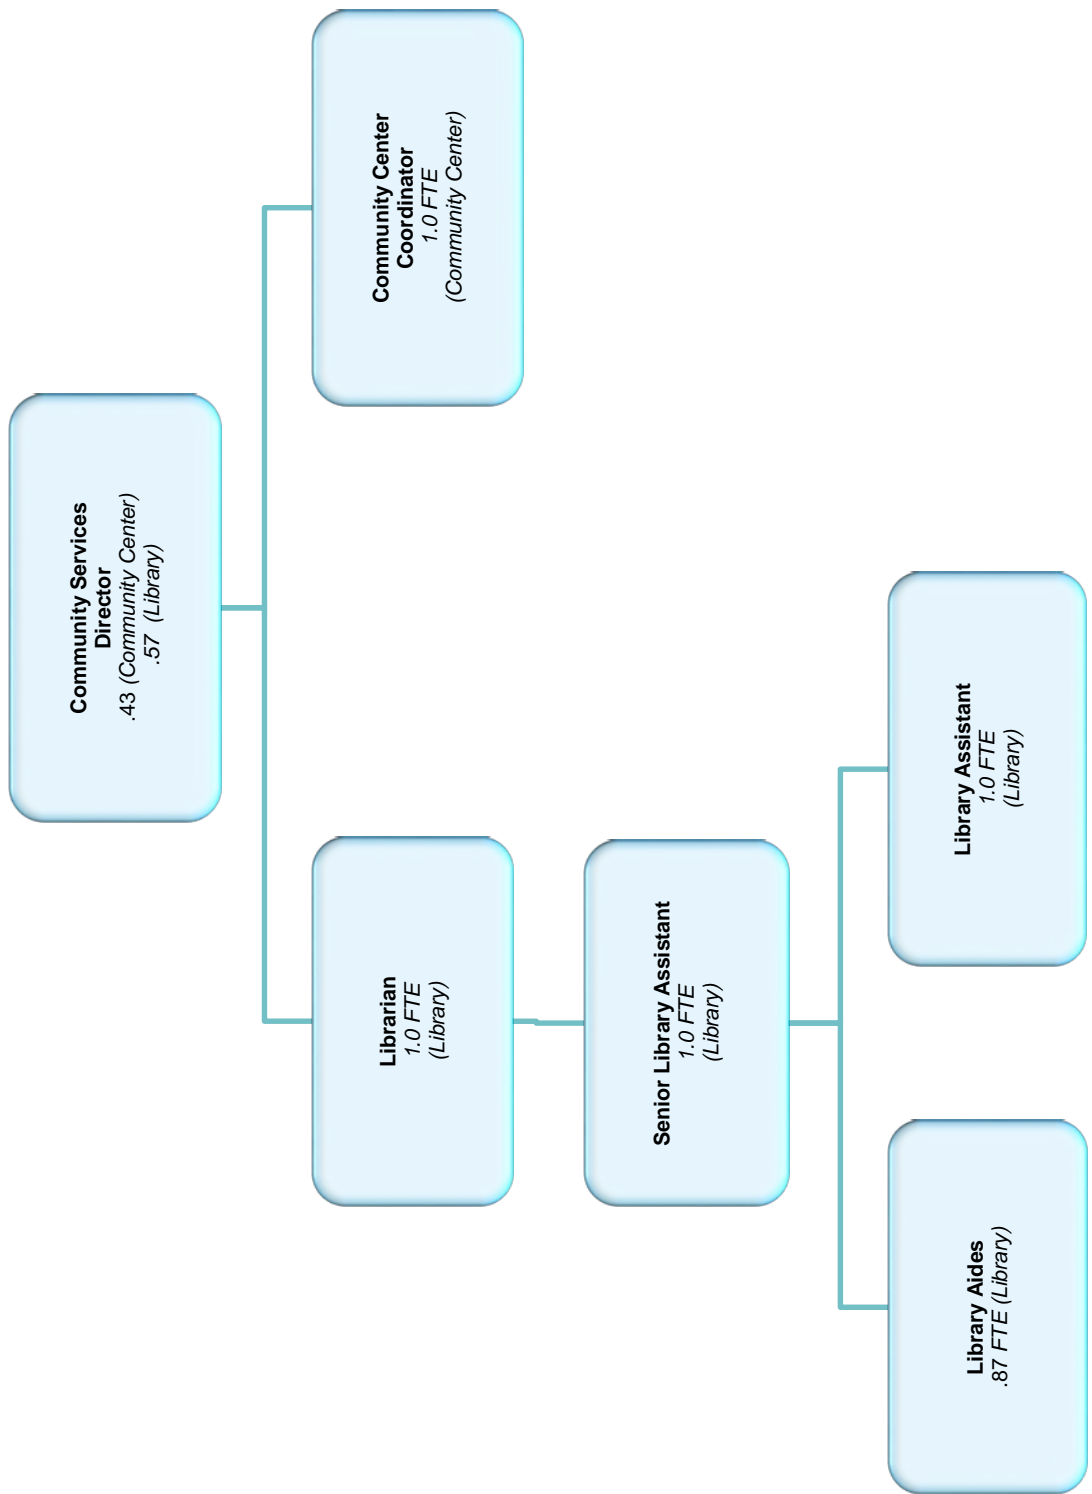 Community Services
Director
.43 (Community Center)
.57 (Library)
Librarian
1.0 FTE
(Library)
Community Center
Coordinator
1.0 FTE
(Community Center)
Senior Library Assistant
1.0 FTE
(Library)
Library Aides
.87 FTE (Library)
Library Assistant
1.0 FTE
(Library)